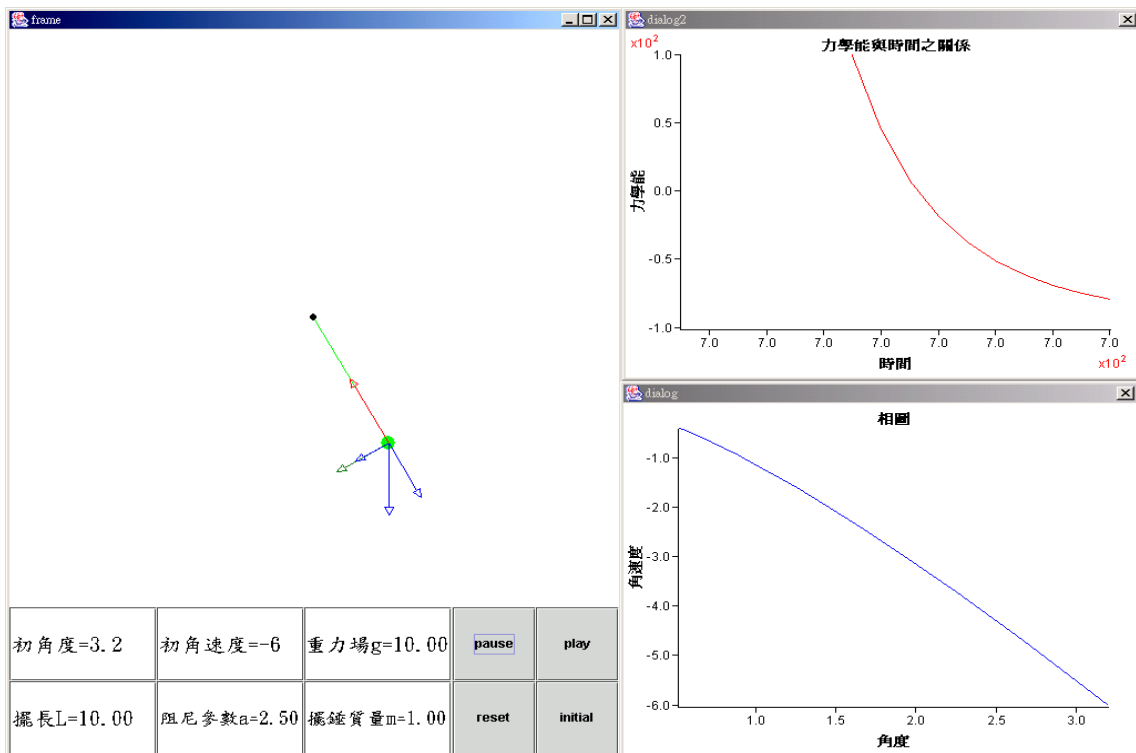 frame
初角度=3.2
初角速度=-6
重力場g=10.00
pause
play
擺長L=10.00
阻尼參數a=2.50
擺錘質量m=1.00
reset
initial
dialog2
力學能與時間之關係
x10²
1.0
0.5
0.0
-0.5
-1.0
力學能
7.0 7.0 7.0 7.0 7.0 7.0 7.0 7.0
時間
x10²
dialog
相圖
-1.0
-2.0
-3.0
-4.0
-5.0
-6.0
角速度
1.0 1.5 2.0 2.5 3.0
角度